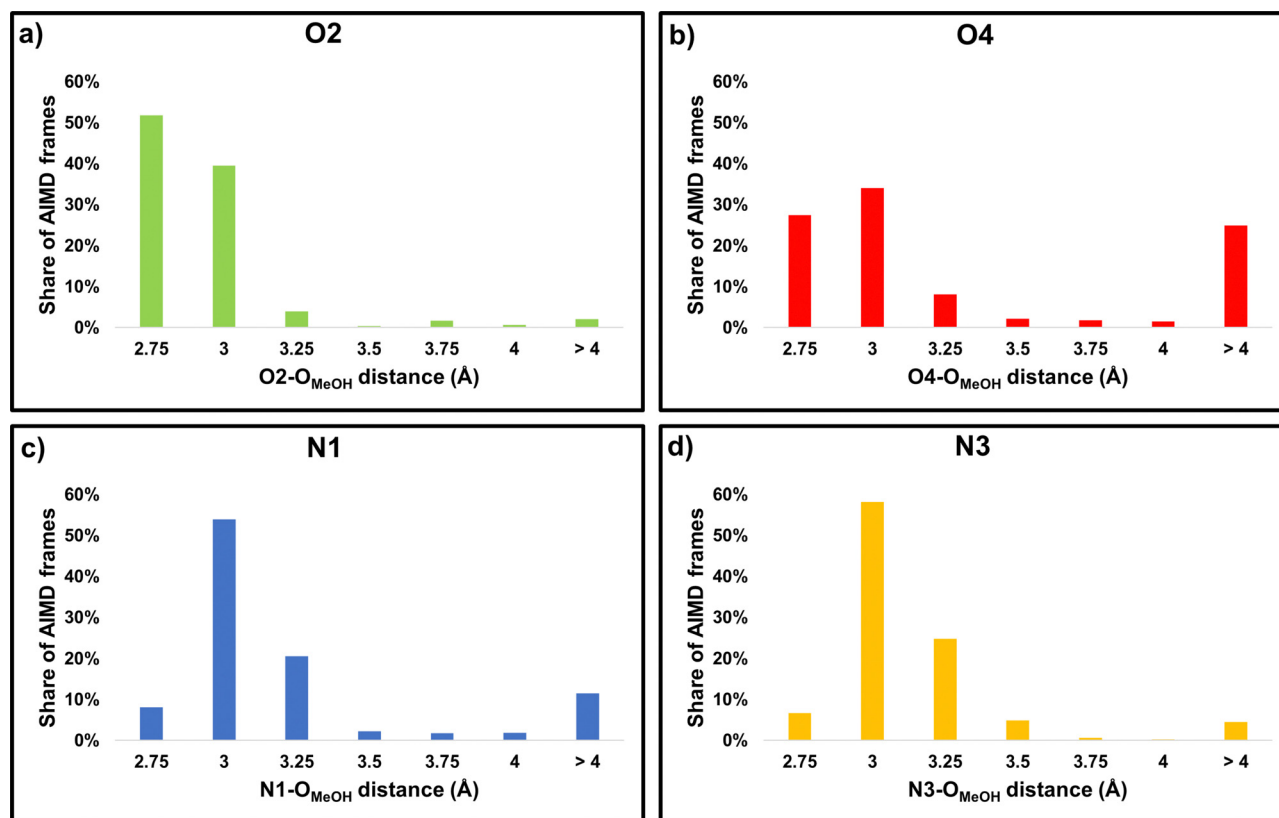 a)
O2
Share of AIMD frames
60%
50%
40%
30%
20%
10%
0%
2.75 3 3.25 3.5 3.75 4 > 4
O2-OMeOH distance (Å)
b)
O4
Share of AIMD frames
60%
50%
40%
30%
20%
10%
0%
2.75 3 3.25 3.5 3.75 4 > 4
O4-OMeOH distance (Å)
c)
N1
Share of AIMD frames
60%
50%
40%
30%
20%
10%
0%
2.75 3 3.25 3.5 3.75 4 > 4
N1-OMeOH distance (Å)
d)
N3
Share of AIMD frames
60%
50%
40%
30%
20%
10%
0%
2.75 3 3.25 3.5 3.75 4 > 4
N3-OMeOH distance (Å)